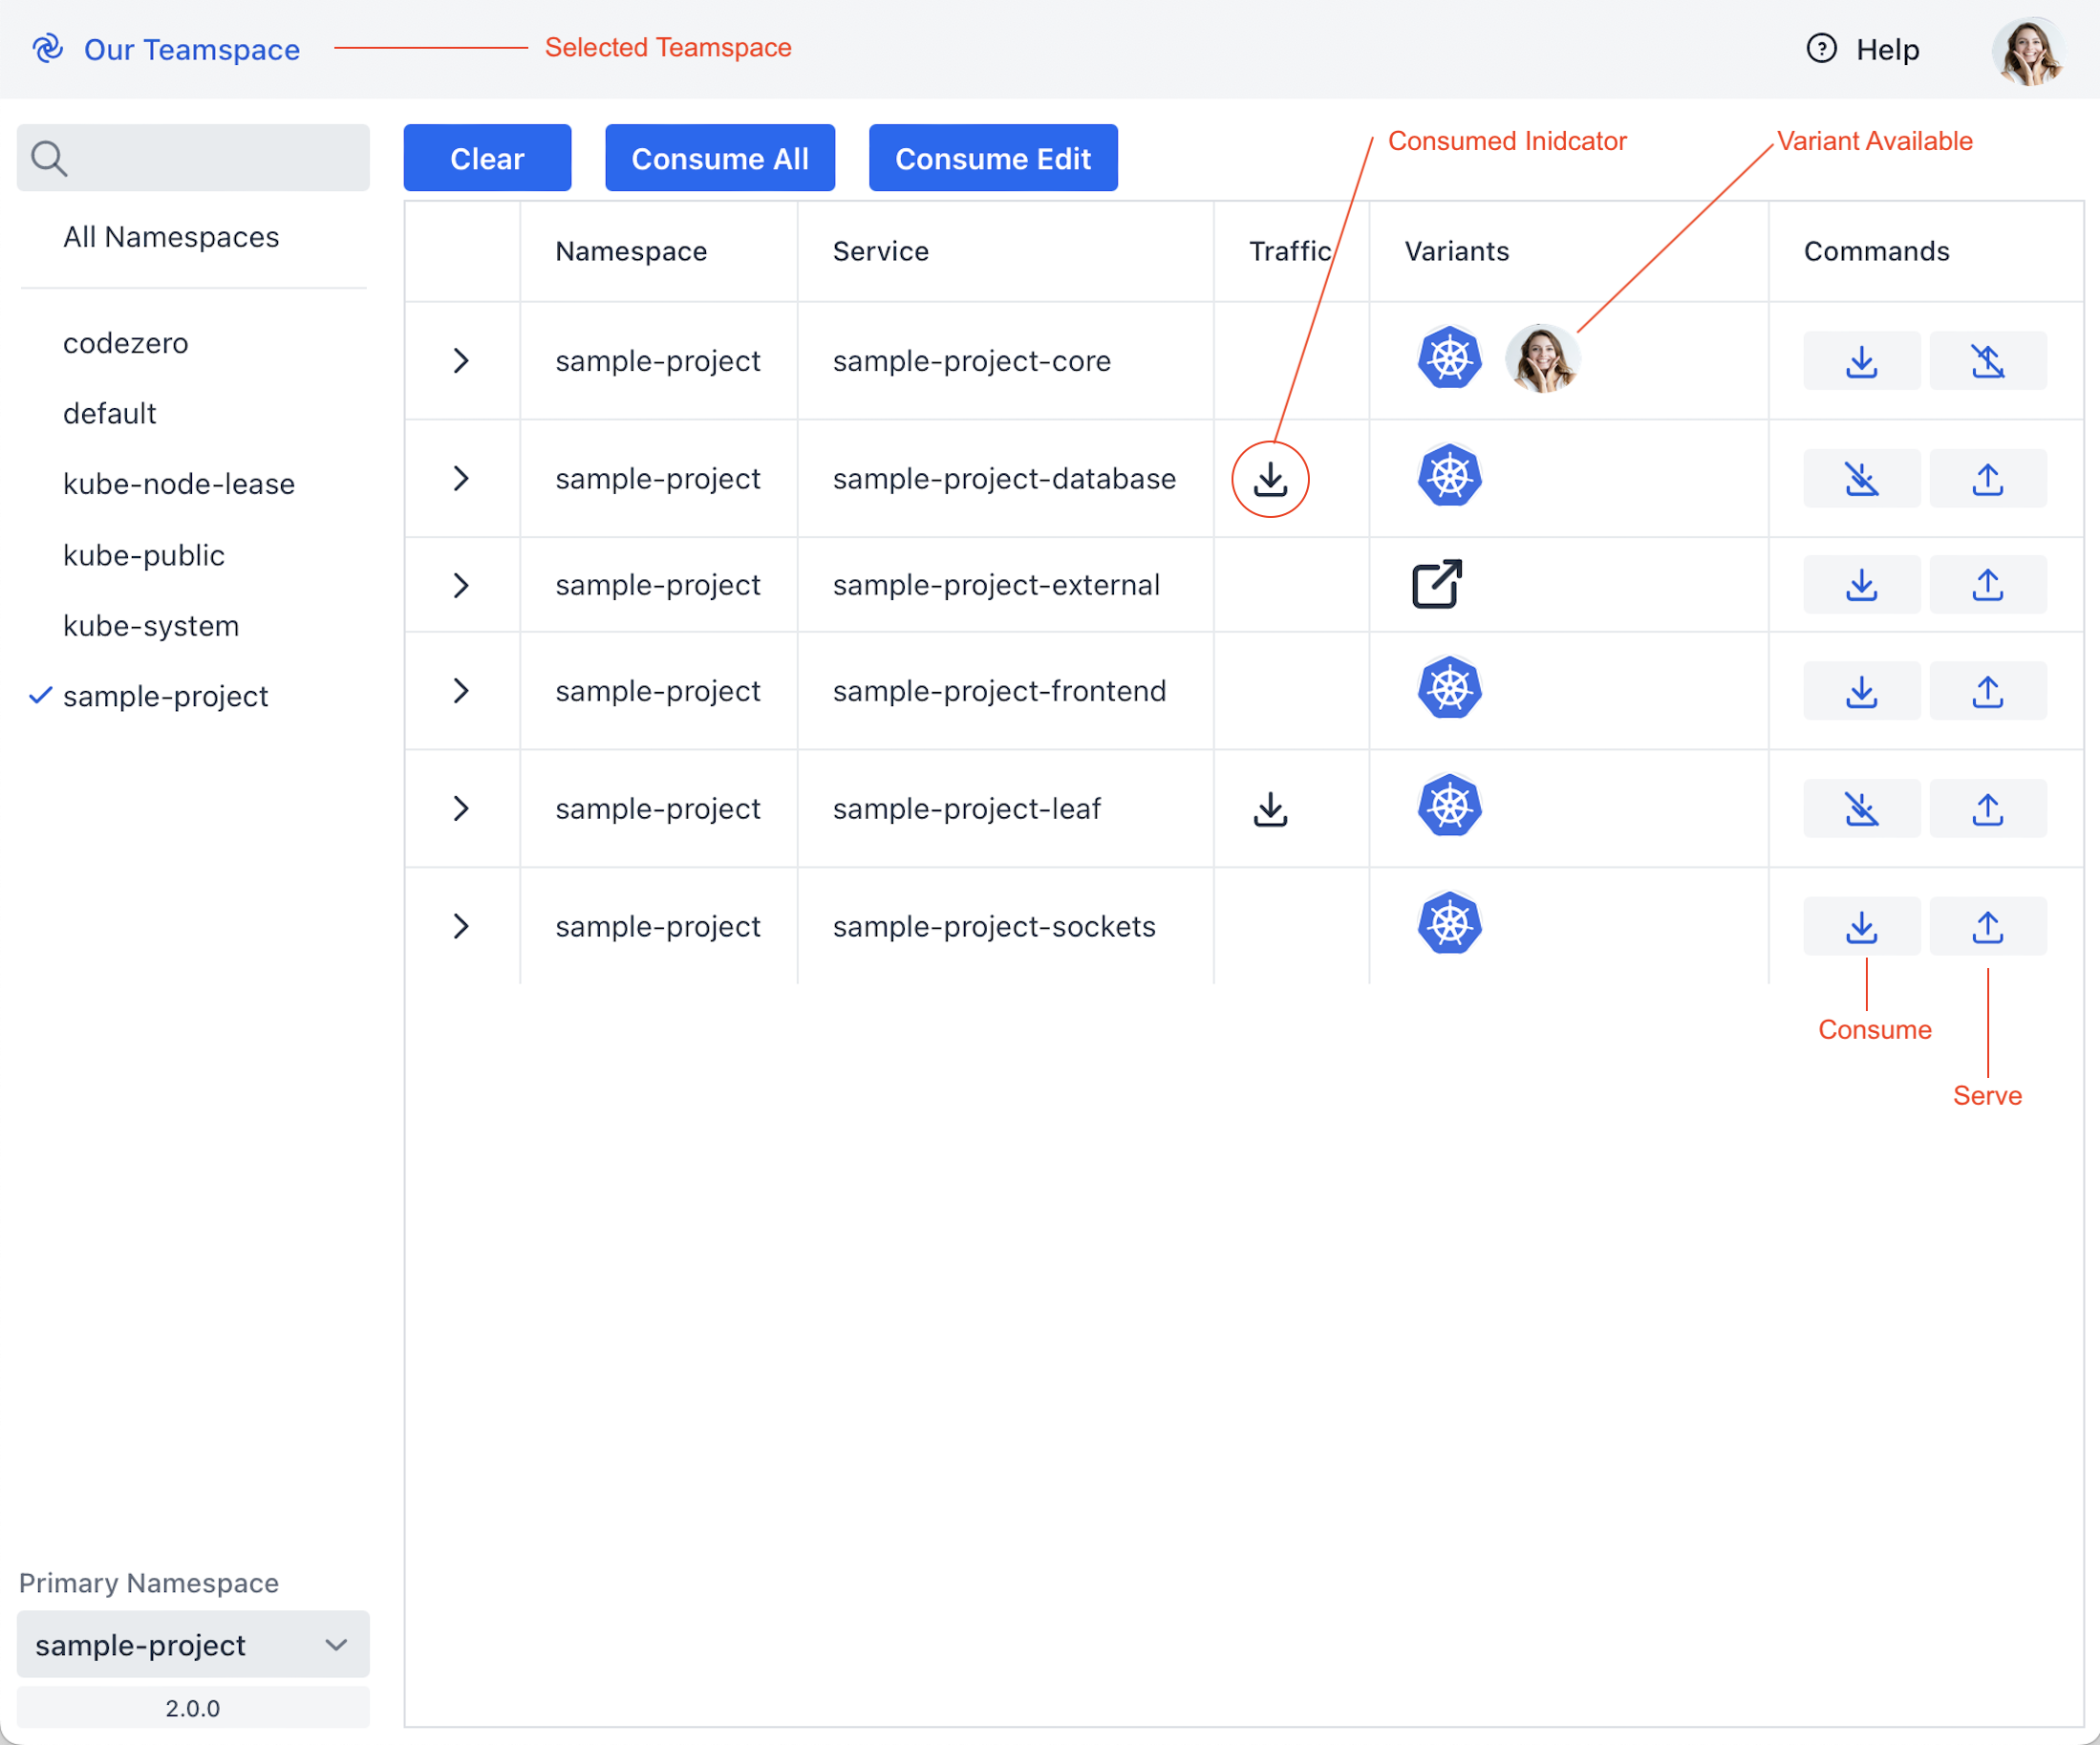 Our Teamspace
Selected Teamspace
Help
Clear
Consume All
Consume Edit
Consumed Inidcator
Variant Available
All Namespaces
codezero
default
kube-node-lease
kube-public
kube-system
sample-project
Namespace Service Traffic Variants Commands
sample-project sample-project-core
sample-project sample-project-database
sample-project sample-project-external
sample-project sample-project-frontend
sample-project sample-project-leaf
sample-project sample-project-sockets
Consume
Serve
Primary Namespace
sample-project
2.0.0